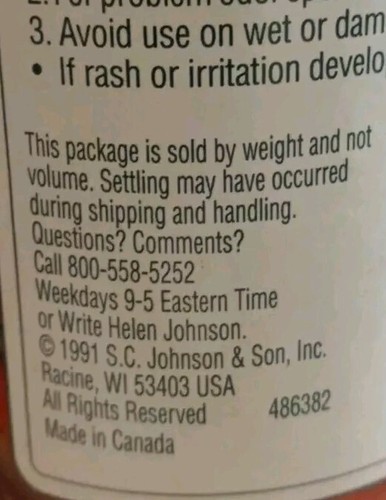 3. Avoid use on wet or dam
• If rash or irritation develo
This package is sold by weight and not
volume. Settling may have occurred
during shipping and handling.
Questions? Comments?
Call 800-558-5252
Weekdays 9-5 Eastern Time
or Write Helen Johnson.
© 1991 S.C. Johnson & Son, Inc.
Racine, WI 53403 USA
All Rights Reserved 486382
Made in Canada